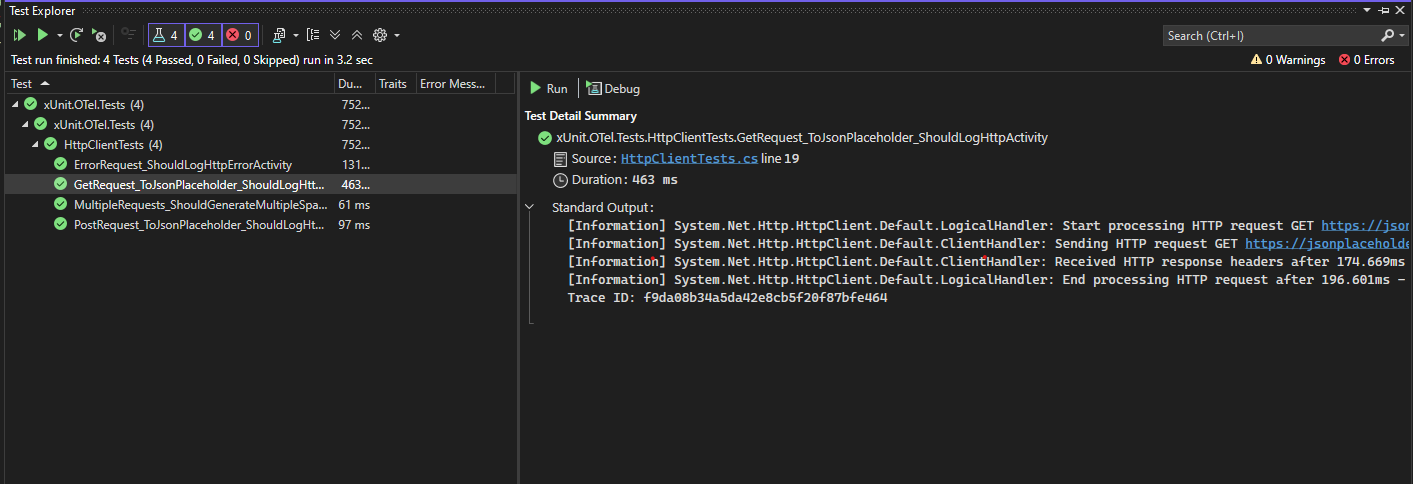 Test Explorer
4 4 0
Search (Ctrl+I)
Test run finished: 4 Tests (4 Passed, 0 Failed, 0 Skipped) run in 3.2 sec
0 Warnings 0 Errors
Test Du... Traits Error Mess...
xUnit.OTel.Tests (4) 752...
xUnit.OTel.Tests (4) 752...
HttpClientTests (4) 752...
ErrorRequest_ShouldLogHttpErrorActivity 131...
GetRequest_ToJsonPlaceholder_ShouldLogHtt... 463...
MultipleRequests_ShouldGenerateMultipleSpa... 61 ms
PostRequest_ToJsonPlaceholder_ShouldLogHt... 97 ms
Run Debug
Test Detail Summary
xUnit.OTel.Tests.HttpClientTests.GetRequest_ToJsonPlaceholder_ShouldLogHttpActivity
Source: HttpClientTests.cs line 19
Duration: 463 ms
Standard Output:
[Information] System.Net.Http.HttpClient.Default.LogicalHandler: Start processing HTTP request GET https://json
[Information] System.Net.Http.HttpClient.Default.ClientHandler: Sending HTTP request GET https://jsonplaceholde
[Information] System.Net.Http.HttpClient.Default.ClientHandler: Received HTTP response headers after 174.669ms
[Information] System.Net.Http.HttpClient.Default.LogicalHandler: End processing HTTP request after 196.601ms –
Trace ID: f9da08b34a5da42e8cb5f20f87bfe464